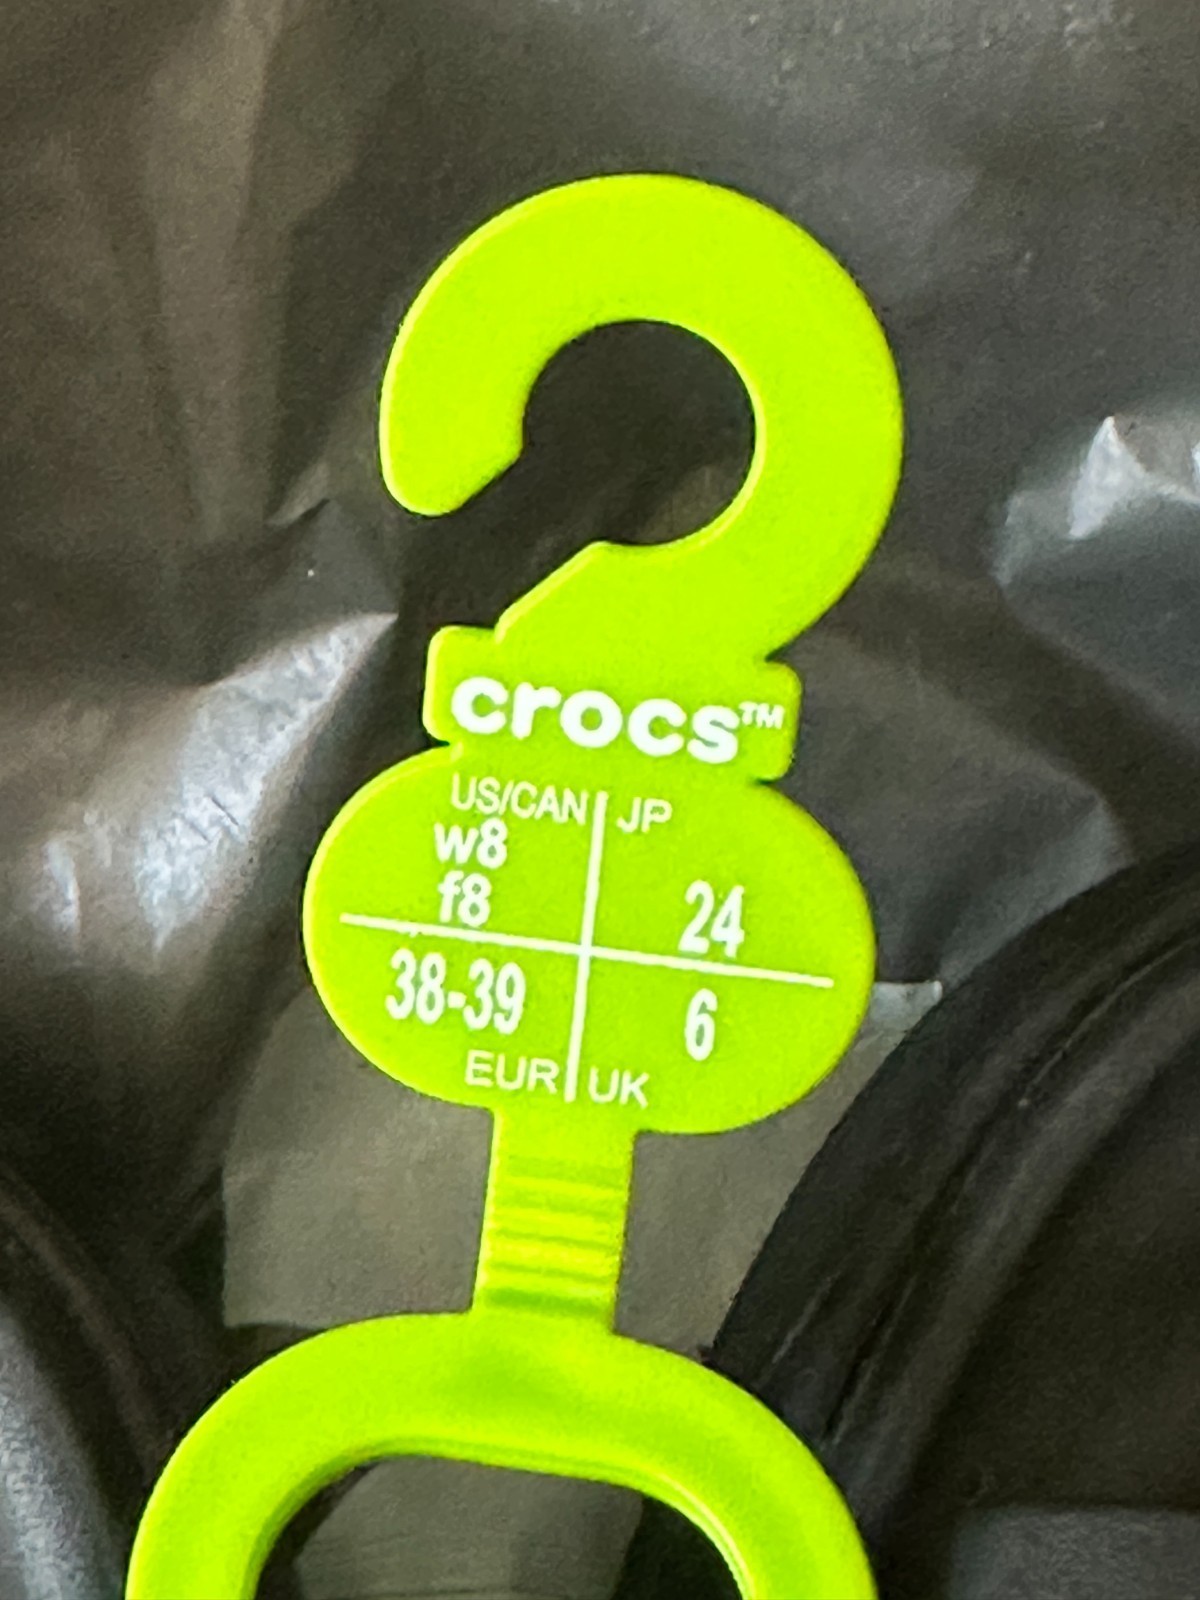 crocs™
US/CAN JP
w8
f8 24
38-39 6
EUR UK